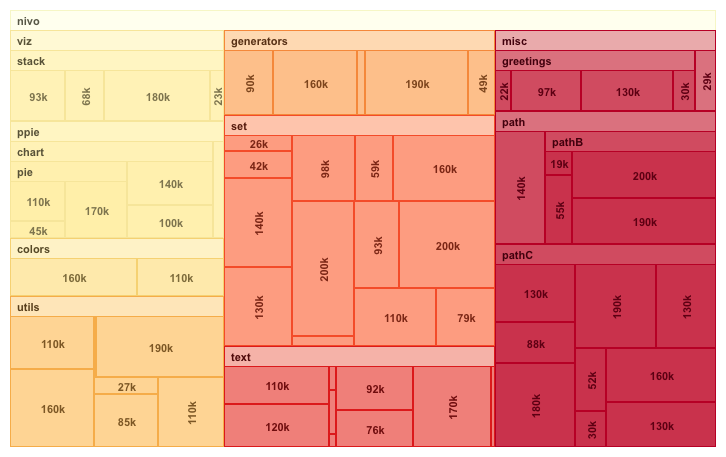 nivo
viz
stack
93k
68k
180k
23k
ppie
chart
pie
110k
45k
170k
140k
100k
colors
160k
110k
utils
110k
160k
190k
27k
85k
110k
generators
90k
160k
190k
49k
set
26k
42k
140k
130k
98k
59k
160k
200k
93k
200k
110k
79k
text
110k
120k
92k
76k
170k
misc
greetings
22k
97k
130k
30k
29k
path
140k
pathB
19k
55k
200k
190k
pathC
130k
88k
180k
190k
130k
52k
30k
160k
130k